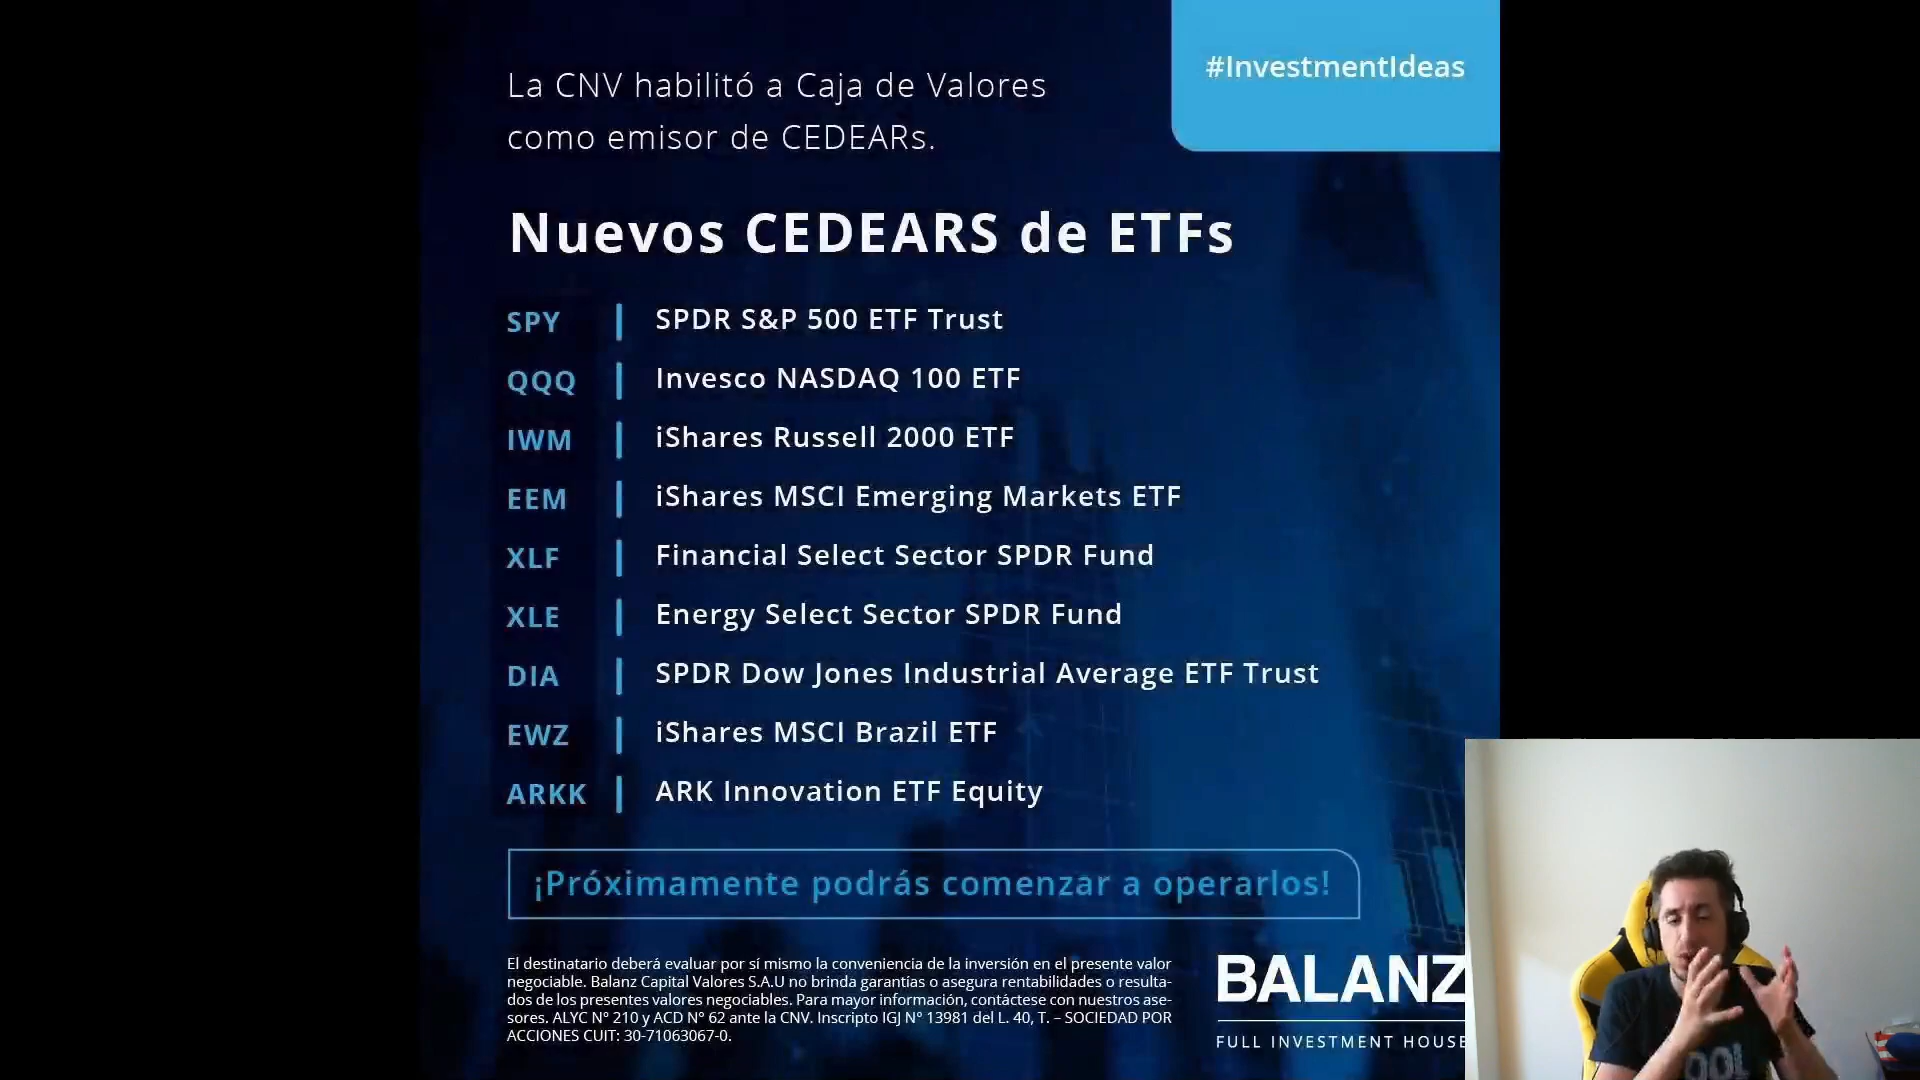 #InvestmentIdeas
La CNV habilitó a Caja de Valores
como emisor de CEDEARs.
Nuevos CEDEARS de ETFs
SPY | SPDR S&P 500 ETF Trust
QQQ | Invesco NASDAQ 100 ETF
IWM | iShares Russell 2000 ETF
EEM | iShares MSCI Emerging Markets ETF
XLF | Financial Select Sector SPDR Fund
XLE | Energy Select Sector SPDR Fund
DIA | SPDR Dow Jones Industrial Average ETF Trust
EWZ | iShares MSCI Brazil ETF
ARKK | ARK Innovation ETF Equity
¡Próximamente podrás comenzar a operarlos!
El destinatario deberá evaluar por sí mismo la conveniencia de la inversión en el presente valor
negociable. Balanz Capital Valores S.A.U no brinda garantías o asegura rentabilidades o resulta-
dos de los presentes valores negociables. Para mayor información, contáctese con nuestros ase-
sores. ALYC N° 210 y ACD N° 62 ante la CNV. Inscripto IGJ N° 13981 del L. 40, T. – SOCIEDAD POR
ACCIONES CUIT: 30-71063067-0.
BALANZ
FULL INVESTMENT HOUSE